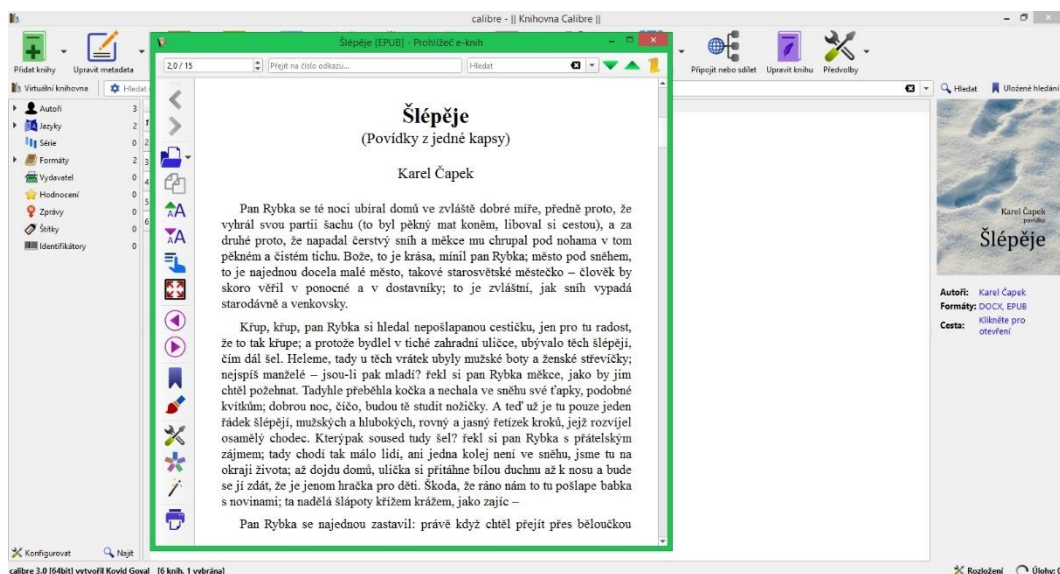 calibre - || Knihovna Calibre ||
Šlépěje [EPUB] - Prohlížeč e-knih
Přidat knihy
Upravit metadata
Připojit nebo sdílet
Upravit knihu
Předvolby
Virtuální knihovna
Hledat
Uložené hledání
2,0 / 15
Přejít na číslo odkazu...
Hledat
Autoři 3
Jazyky 2
Série 0
Formáty 2
Vydavatel 0
Hodnocení 0
Zprávy 0
Štítky 0
Identifikátory 0
1
2
3
4
5
6
Šlépěje
(Povídky z jedné kapsy)
Karel Čapek
Pan Rybka se té noci ubíral domů ve zvláště dobré míře, předně proto, že
vyhrál svou partii šachu (to byl pěkný mat koněm, liboval si cestou), a za
druhé proto, že napadal čerstvý sníh a měkce mu chrupal pod nohama v tom
pěkném a čistém tichu. Bože, to je krása, mínil pan Rybka; město pod sněhem,
to je najednou docela malé město, takové starosvětské městečko – člověk by
skoro věřil v ponocné a v dostavníky; to je zvláštní, jak sníh vypadá
starodávně a venkovsky.
Křup, křup, pan Rybka si hledal nepošlapanou cestičku, jen pro tu radost,
že to tak křupe; a protože bydlel v tiché zahradní uličce, ubývalo těch šlépějí,
čím dál šel. Heleme, tady u těch vrátek ubyly mužské boty a ženské střevíčky;
nejspíš manželé – jsou-li pak mladí? řekl si pan Rybka měkce, jako by jim
chtěl požehnat. Tadyhle přeběhla kočka a nechala ve sněhu své ťapky, podobné
kvítkům; dobrou noc, číčo, budou tě studit nožičky. A teď už je tu pouze jeden
řádek šlépějí, mužských a hlubokých, rovný a jasný řetízek kroků, jejž rozvíjel
osamělý chodec. Kterýpak soused tudy šel? řekl si pan Rybka s přátelským
zájmem; tady chodí tak málo lidí, ani jedna kolej není ve sněhu, jsme tu na
okraji života; až dojdu domů, ulička si přitáhne bílou duchnu až k nosu a bude
se jí zdát, že je jenom hračka pro děti. Škoda, že ráno nám to tu pošlape babka
s novinami; ta nadělá šlápoty křížem krážem, jako zajíc –
Pan Rybka se najednou zastavil: právě když chtěl přejít přes běloučkou
Karel Čapek
povídka
Šlépěje
Autoři: Karel Čapek
Formáty: DOCX, EPUB
Cesta: Klikněte pro
otevření
Konfigurovat
Najít
calibre 3.0 [64bit] vytvořil Kovid Goyal [6 knih, 1 vybrána]
Rozložení
Úlohy: